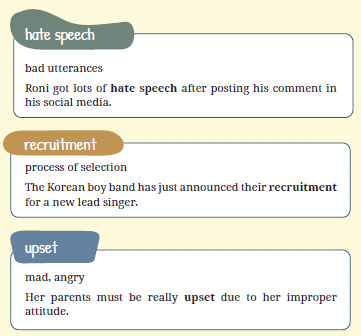 hate speech
bad utterances
Roni got lots of hate speech after posting his comment in
his social media.
recruitment
process of selection
The Korean boy band has just announced their recruitment
for a new lead singer.
upset
mad, angry
Her parents must be really upset due to her improper
attitude.